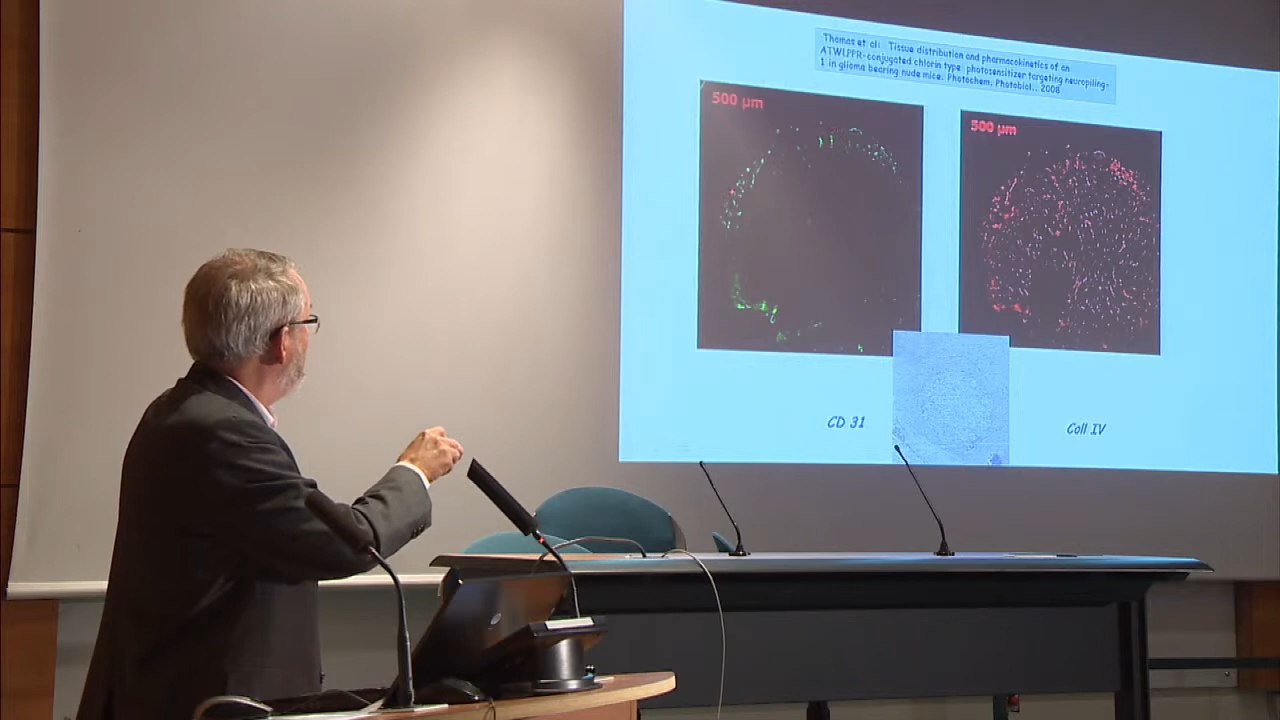 Thomas et al: Tissue distribution and pharmacokinetics of an
ATWLPPR-conjugated chlorin type photosensitizer targeting neuropiling-
1 in glioma bearing nude mice. Photochem. Photobiol., 2008
500 µm
500 µm
CD 31
Coll IV